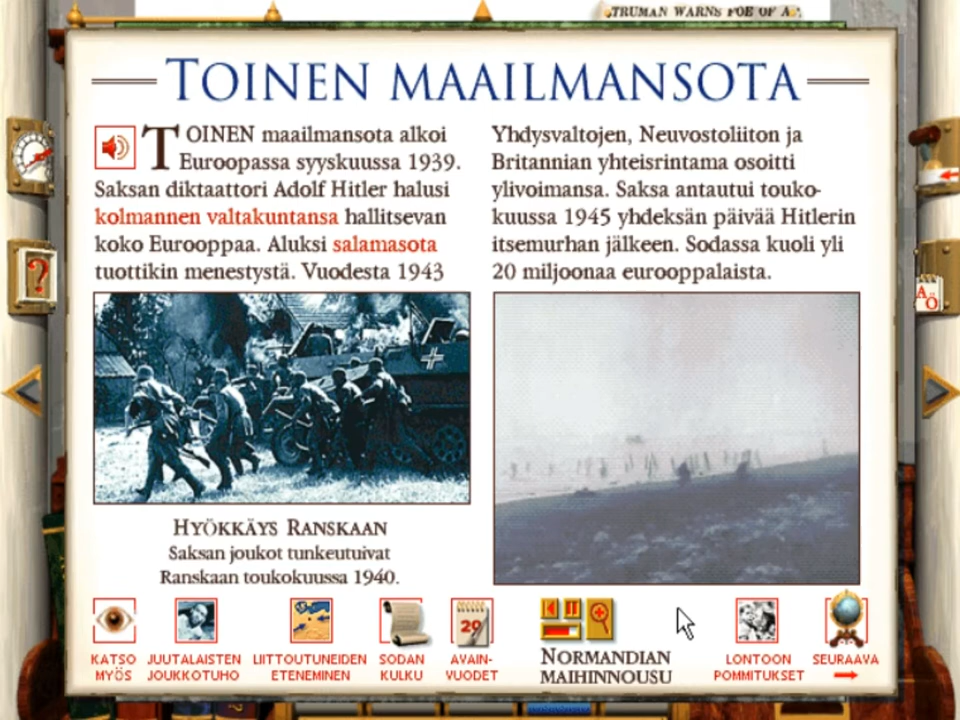 TRUMAN WARNS FOE OF A
TOINEN MAAILMANSOTA
TOINEN maailmansota alkoi
Euroopassa syyskuussa 1939.
Saksan diktaattori Adolf Hitler halusi
kolmannen valtakuntansa hallitsevan
koko Eurooppaa. Aluksi salamasota
tuottikin menestystä. Vuodesta 1943
Yhdysvaltojen, Neuvostoliiton ja
Britannian yhteisrintama osoitti
ylivoimansa. Saksa antautui touko-
kuussa 1945 yhdeksän päivää Hitlerin
itsemurhan jälkeen. Sodassa kuoli yli
20 miljoonaa eurooppalaista.
HYÖKKÄYS RANSKAAN
Saksan joukot tunkeutuivat
Ranskaan toukokuussa 1940.
?
A
Ö
29
KATSO
MYÖS
JUUTALAISTEN
JOUKKOTUHO
LIITTOUTUNEIDEN
ETENEMINEN
SODAN
KULKU
AVAIN-
VUODET
NORMANDIAN
MAIHINNOUSU
LONTOON
POMMITUKSET
SEURAAVA